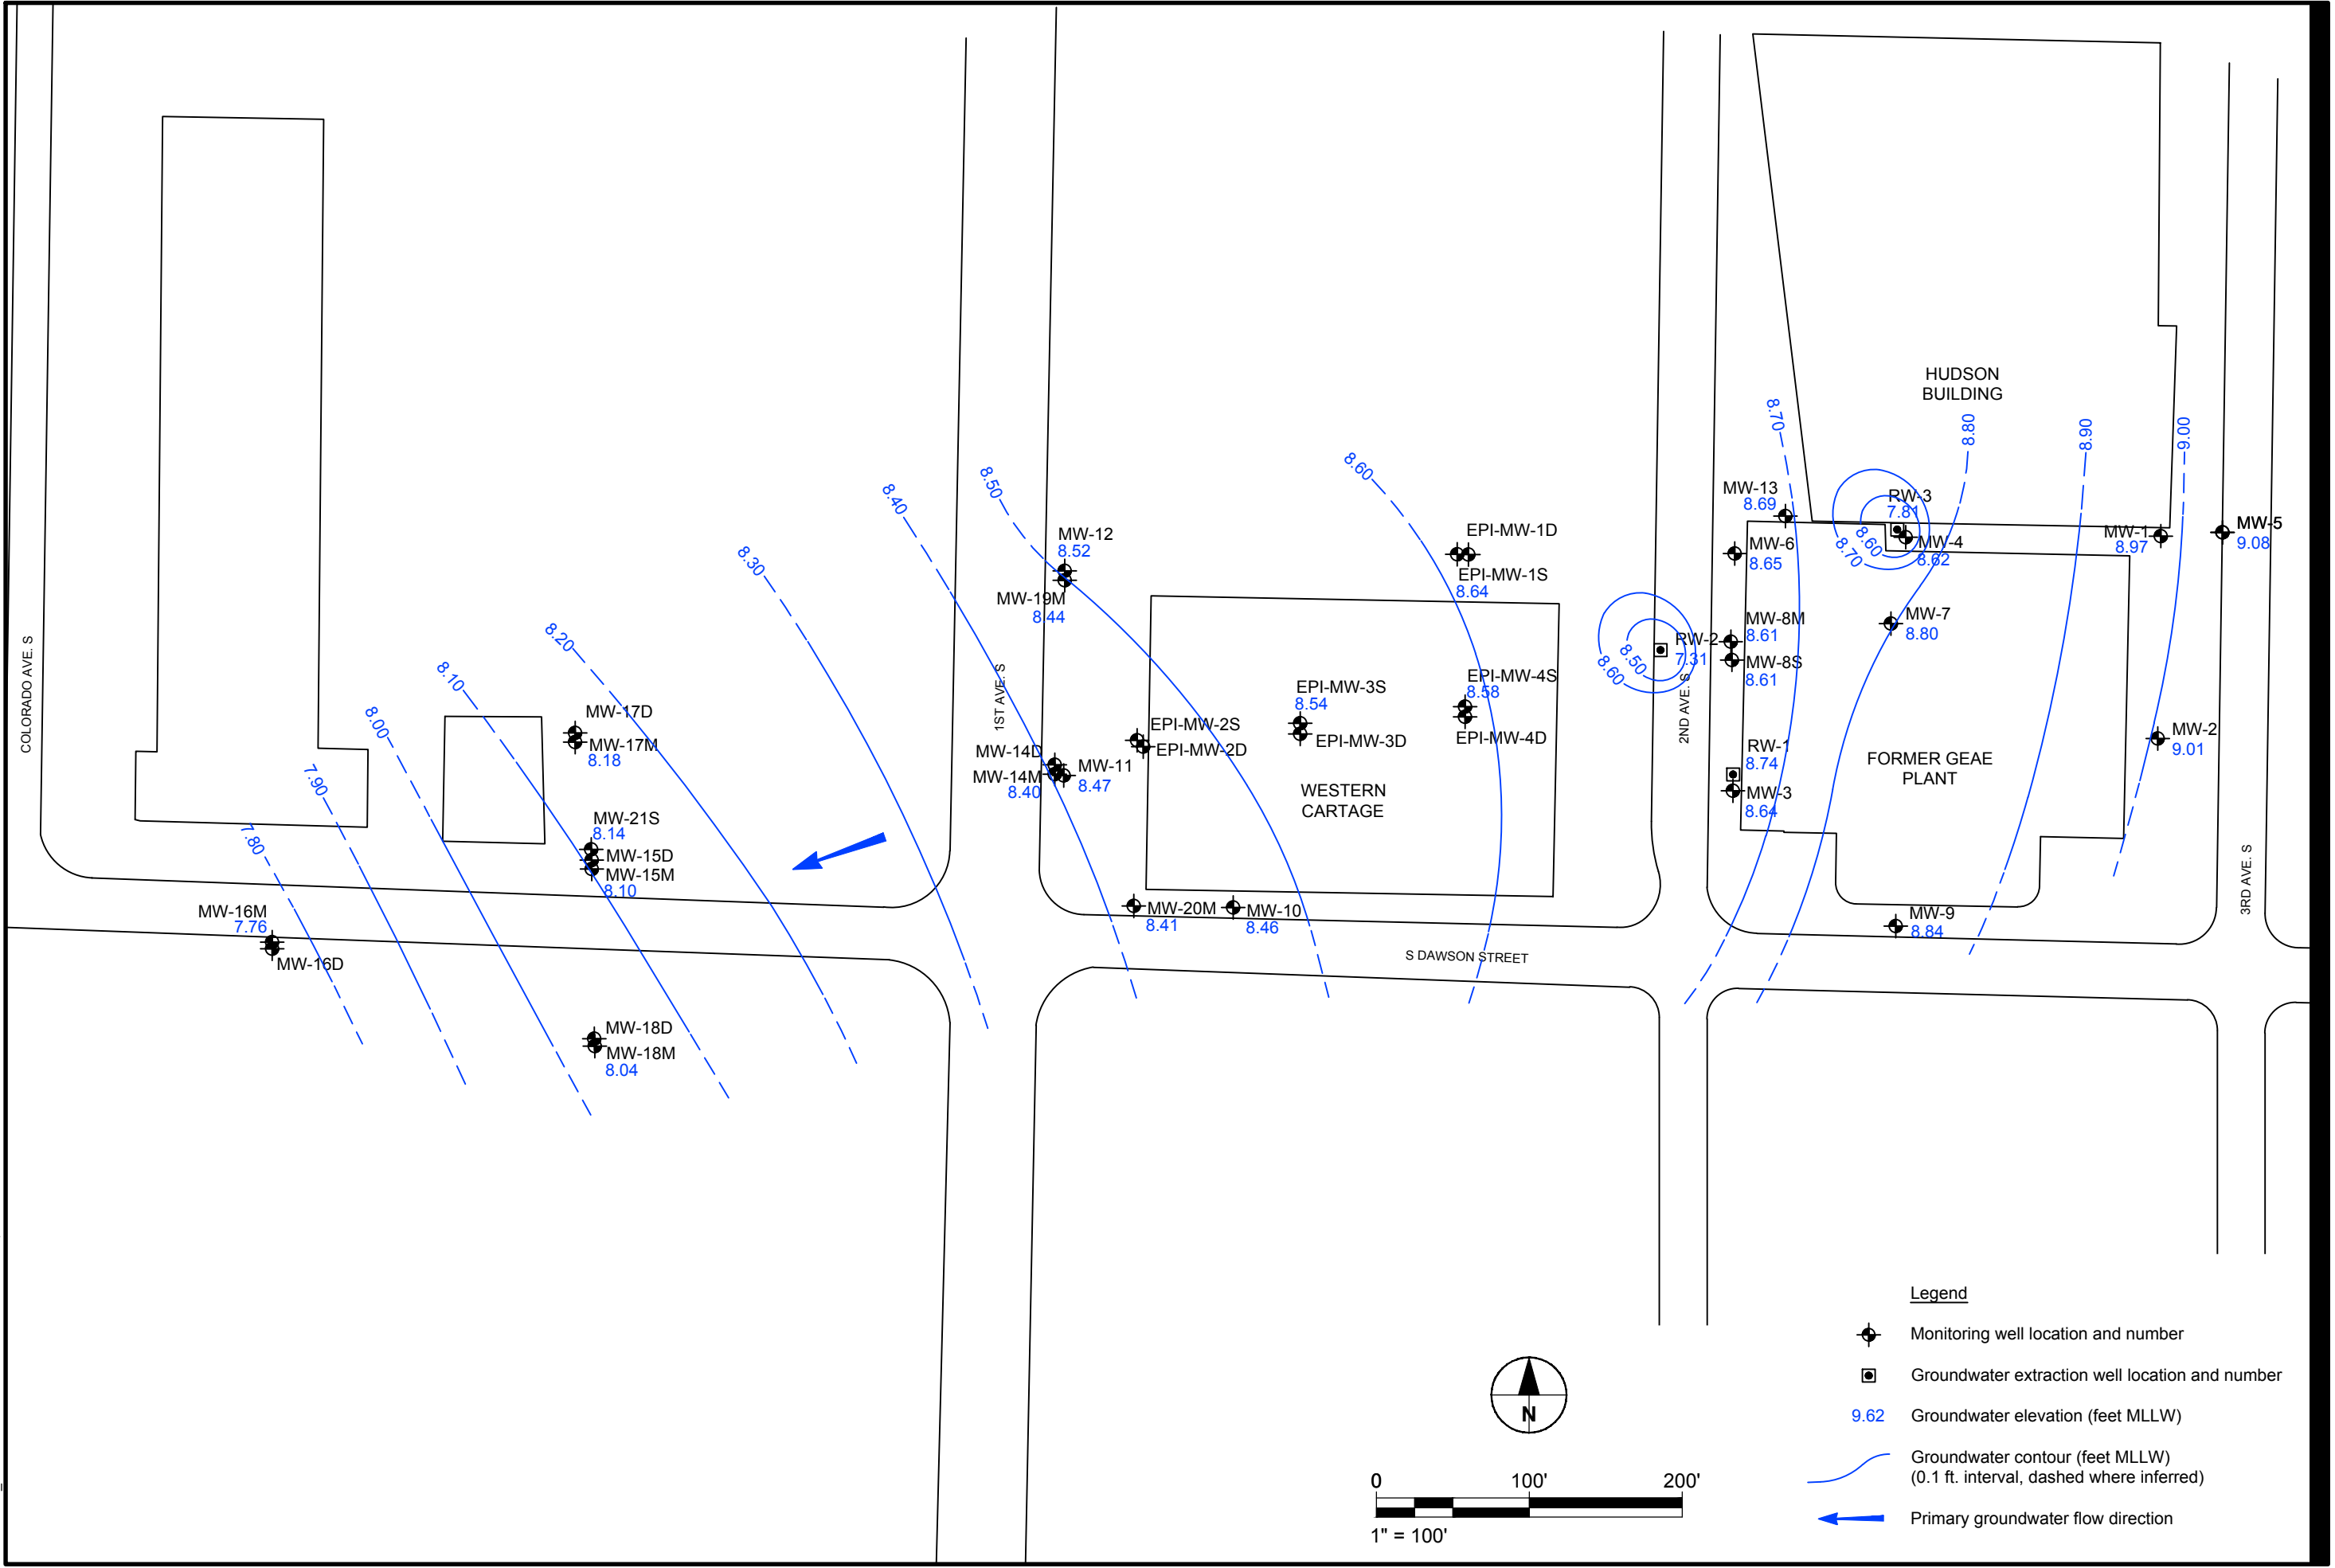 HUDSON
BUILDING
8.70
8.80
8.90
9.00
8.60
8.50
8.40
8.30
8.20
8.10
8.00
7.90
7.80
MW-13
8.69
RW-3
7.81
8.60
8.70
MW-4
8.62
MW-1
8.97
MW-5
9.08
MW-12
8.52
MW-19M
8.44
EPI-MW-1D
EPI-MW-1S
8.64
MW-6
8.65
MW-7
8.80
MW-8M
8.61
MW-8S
8.61
RW-2
7.31
8.50
8.60
COLORADO AVE. S
1ST AVE. S
2ND AVE. S
3RD AVE. S
MW-17D
MW-17M
8.18
EPI-MW-2S
EPI-MW-2D
EPI-MW-3S
8.54
EPI-MW-3D
EPI-MW-4S
8.58
EPI-MW-4D
MW-2
9.01
MW-14D
MW-14M
8.40
MW-11
8.47
RW-1
8.74
MW-3
8.64
FORMER GEAE
PLANT
WESTERN
CARTAGE
MW-21S
8.14
MW-15D
MW-15M
8.10
MW-16M
7.76
MW-16D
MW-20M
8.41
MW-10
8.46
MW-9
8.84
S DAWSON STREET
MW-18D
MW-18M
8.04
Legend
Monitoring well location and number
Groundwater extraction well location and number
9.62 Groundwater elevation (feet MLLW)
Groundwater contour (feet MLLW)
(0.1 ft. interval, dashed where inferred)
Primary groundwater flow direction
N
0 100' 200'
1" = 100'